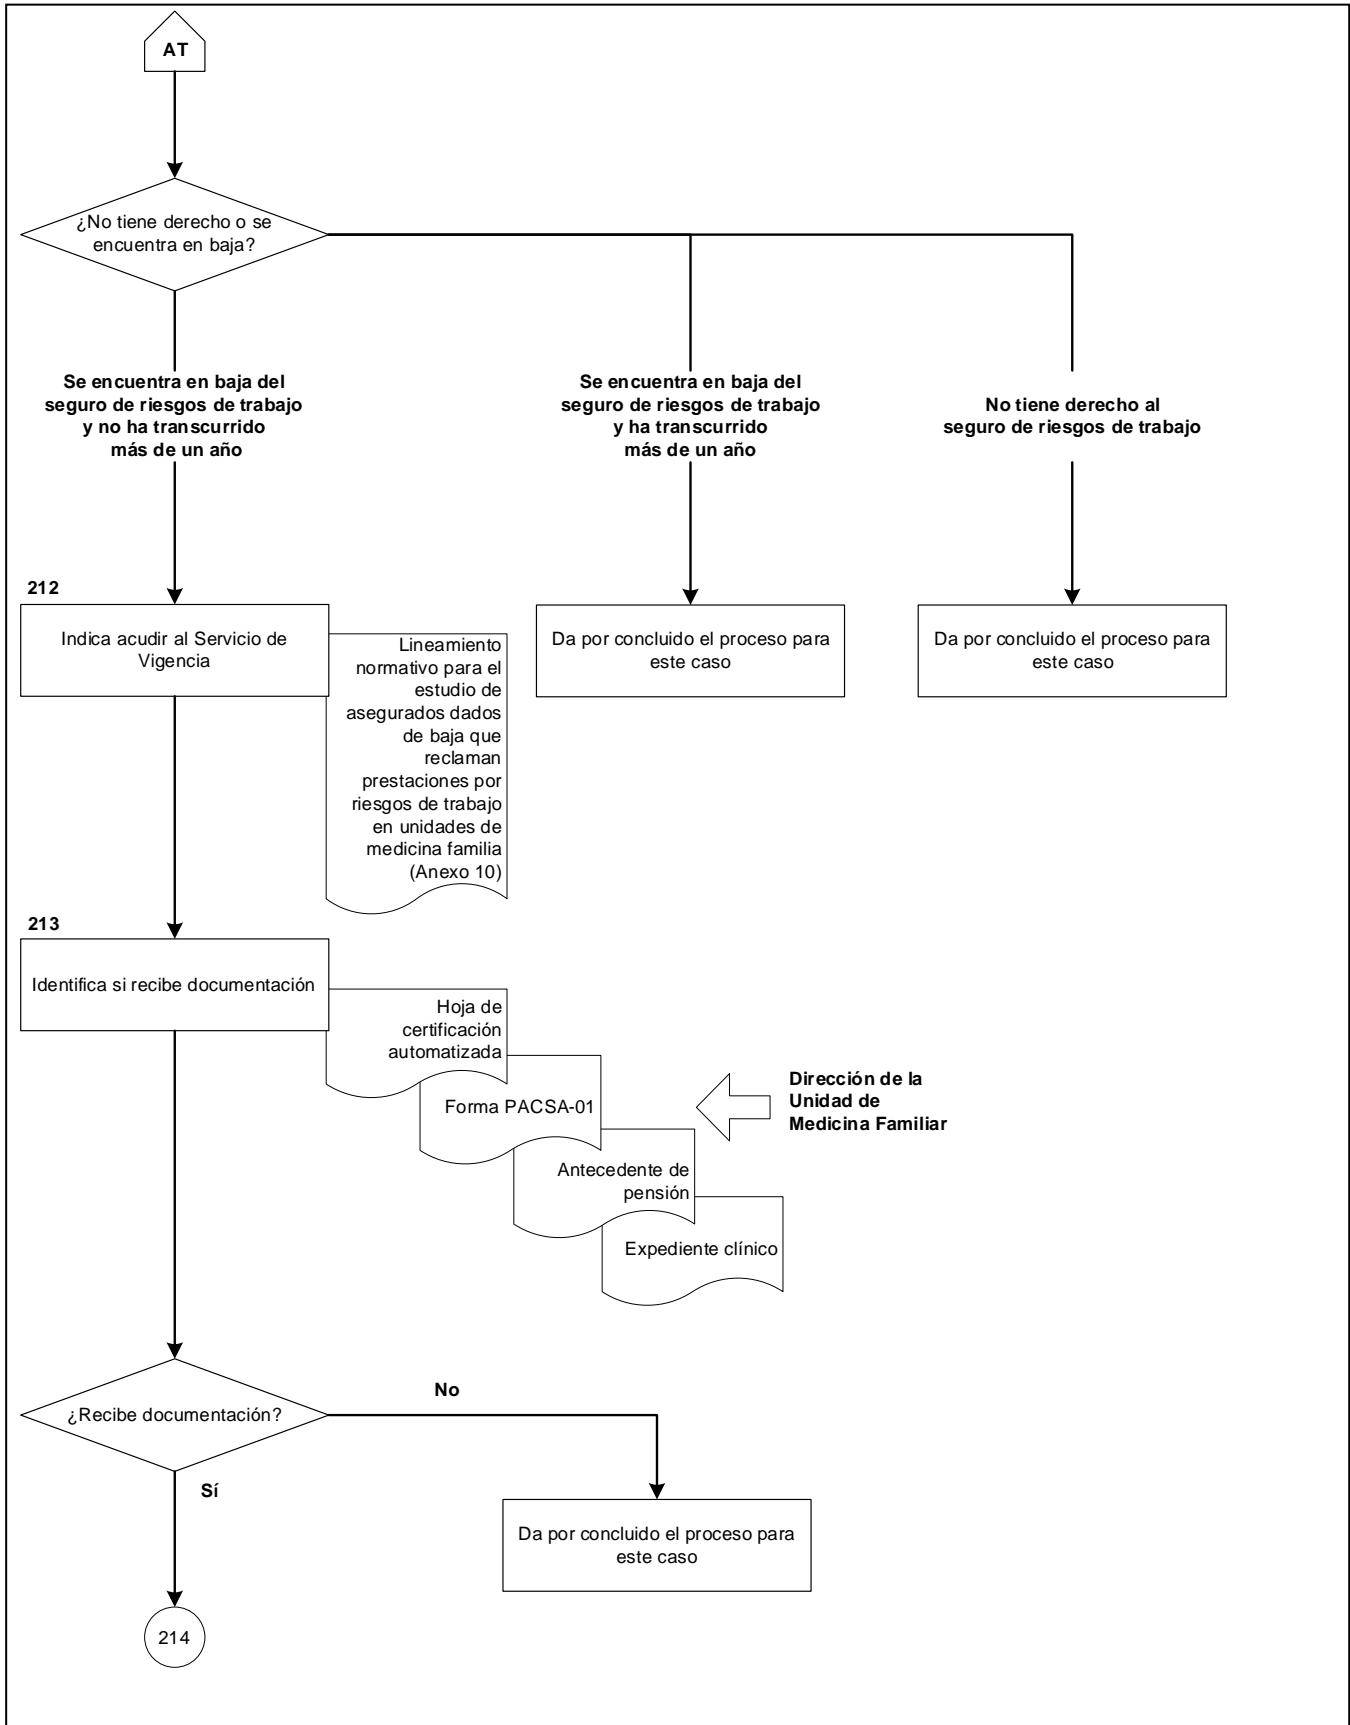 AT
¿No tiene derecho o se
encuentra en baja?
Se encuentra en baja del
seguro de riesgos de trabajo
y no ha transcurrido
más de un año
Se encuentra en baja del
seguro de riesgos de trabajo
y ha transcurrido
más de un año
No tiene derecho al
seguro de riesgos de trabajo
212
Indica acudir al Servicio de
Vigencia
Lineamiento
normativo para el
estudio de
asegurados dados
de baja que
reclaman
prestaciones por
riesgos de trabajo
en unidades de
medicina familia
(Anexo 10)
Da por concluido el proceso para
este caso
Da por concluido el proceso para
este caso
213
Identifica si recibe documentación
Hoja de
certificación
automatizada
Forma PACSA-01
Antecedente de
pensión
Expediente clínico
Dirección de la
Unidad de
Medicina Familiar
¿Recibe documentación?
No
Sí
Da por concluido el proceso para
este caso
214